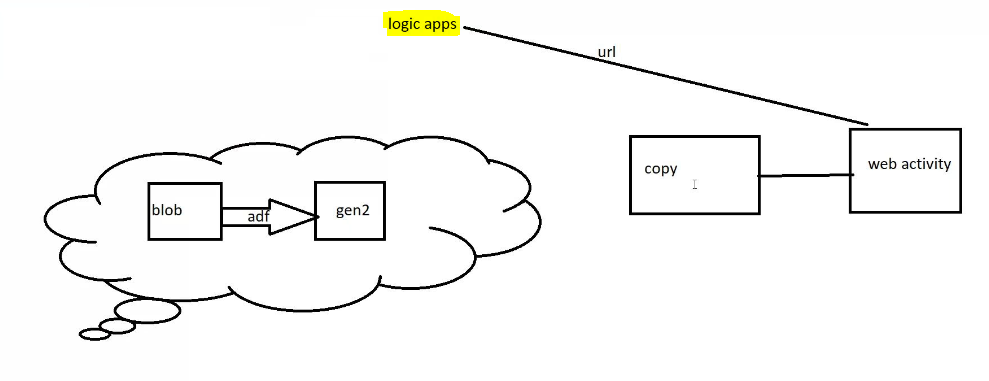 logic apps
url
copy
web activity
blob
adf
gen2